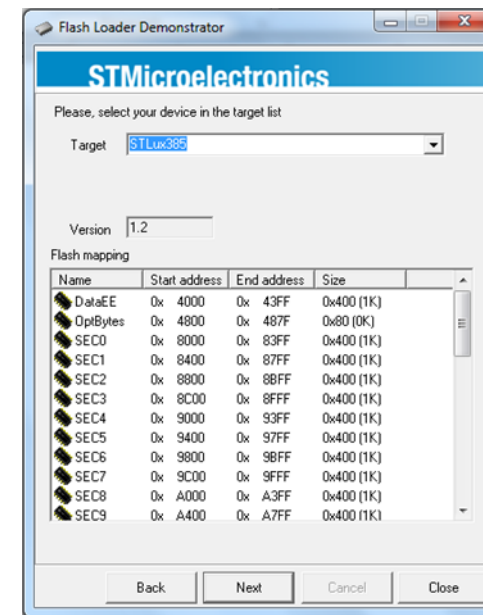 Flash Loader Demonstrator
STMicroelectronics
Please, select your device in the target list
Target STLux385
Version 1.2
Flash mapping
Name Start address End address Size
DataEE 0x 4000 0x 43FF 0x400 (1K)
OptBytes 0x 4800 0x 487F 0x80 (0K)
SEC0 0x 8000 0x 83FF 0x400 (1K)
SEC1 0x 8400 0x 87FF 0x400 (1K)
SEC2 0x 8800 0x 8BFF 0x400 (1K)
SEC3 0x 8C00 0x 8FFF 0x400 (1K)
SEC4 0x 9000 0x 93FF 0x400 (1K)
SEC5 0x 9400 0x 97FF 0x400 (1K)
SEC6 0x 9800 0x 9BFF 0x400 (1K)
SEC7 0x 9C00 0x 9FFF 0x400 (1K)
SEC8 0x A000 0x A3FF 0x400 (1K)
SEC9 0x A400 0x A7FF 0x400 (1K)
Back Next Cancel Close